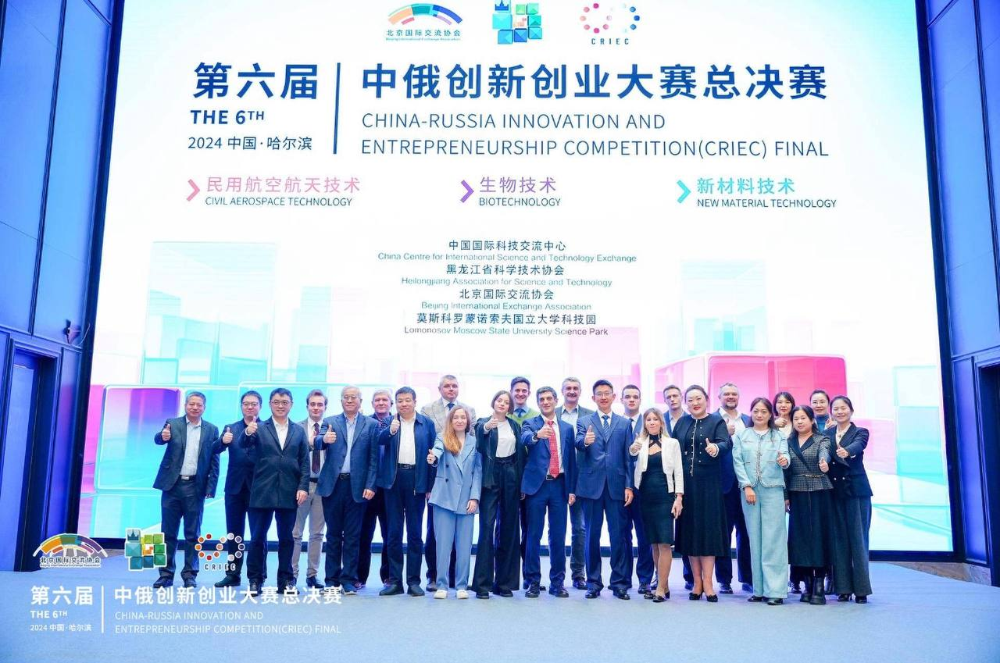 北京国际交流协会
Beijing International Exchange Association
CRIEC
第六届
THE 6TH
2024 中国·哈尔滨
中俄创新创业大赛总决赛
CHINA-RUSSIA INNOVATION AND
ENTREPRENEURSHIP COMPETITION(CRIEC) FINAL
民用航空航天技术
CIVIL AEROSPACE TECHNOLOGY
生物技术
BIOTECHNOLOGY
新材料技术
NEW MATERIAL TECHNOLOGY
中国国际科技交流中心
China Centre for International Science and Technology Exchange
黑龙江省科学技术协会
Heilongjiang Association for Science and Technology
北京国际交流协会
Beijing International Exchange Association
莫斯科罗蒙诺索夫国立大学科技园
Lomonosov Moscow State University Science Park
北京国际交流协会
Beijing International Exchange Association
CRIEC
第六届
THE 6TH
2024 中国·哈尔滨
中俄创新创业大赛总决赛
CHINA-RUSSIA INNOVATION AND
ENTREPRENEURSHIP COMPETITION(CRIEC) FINAL